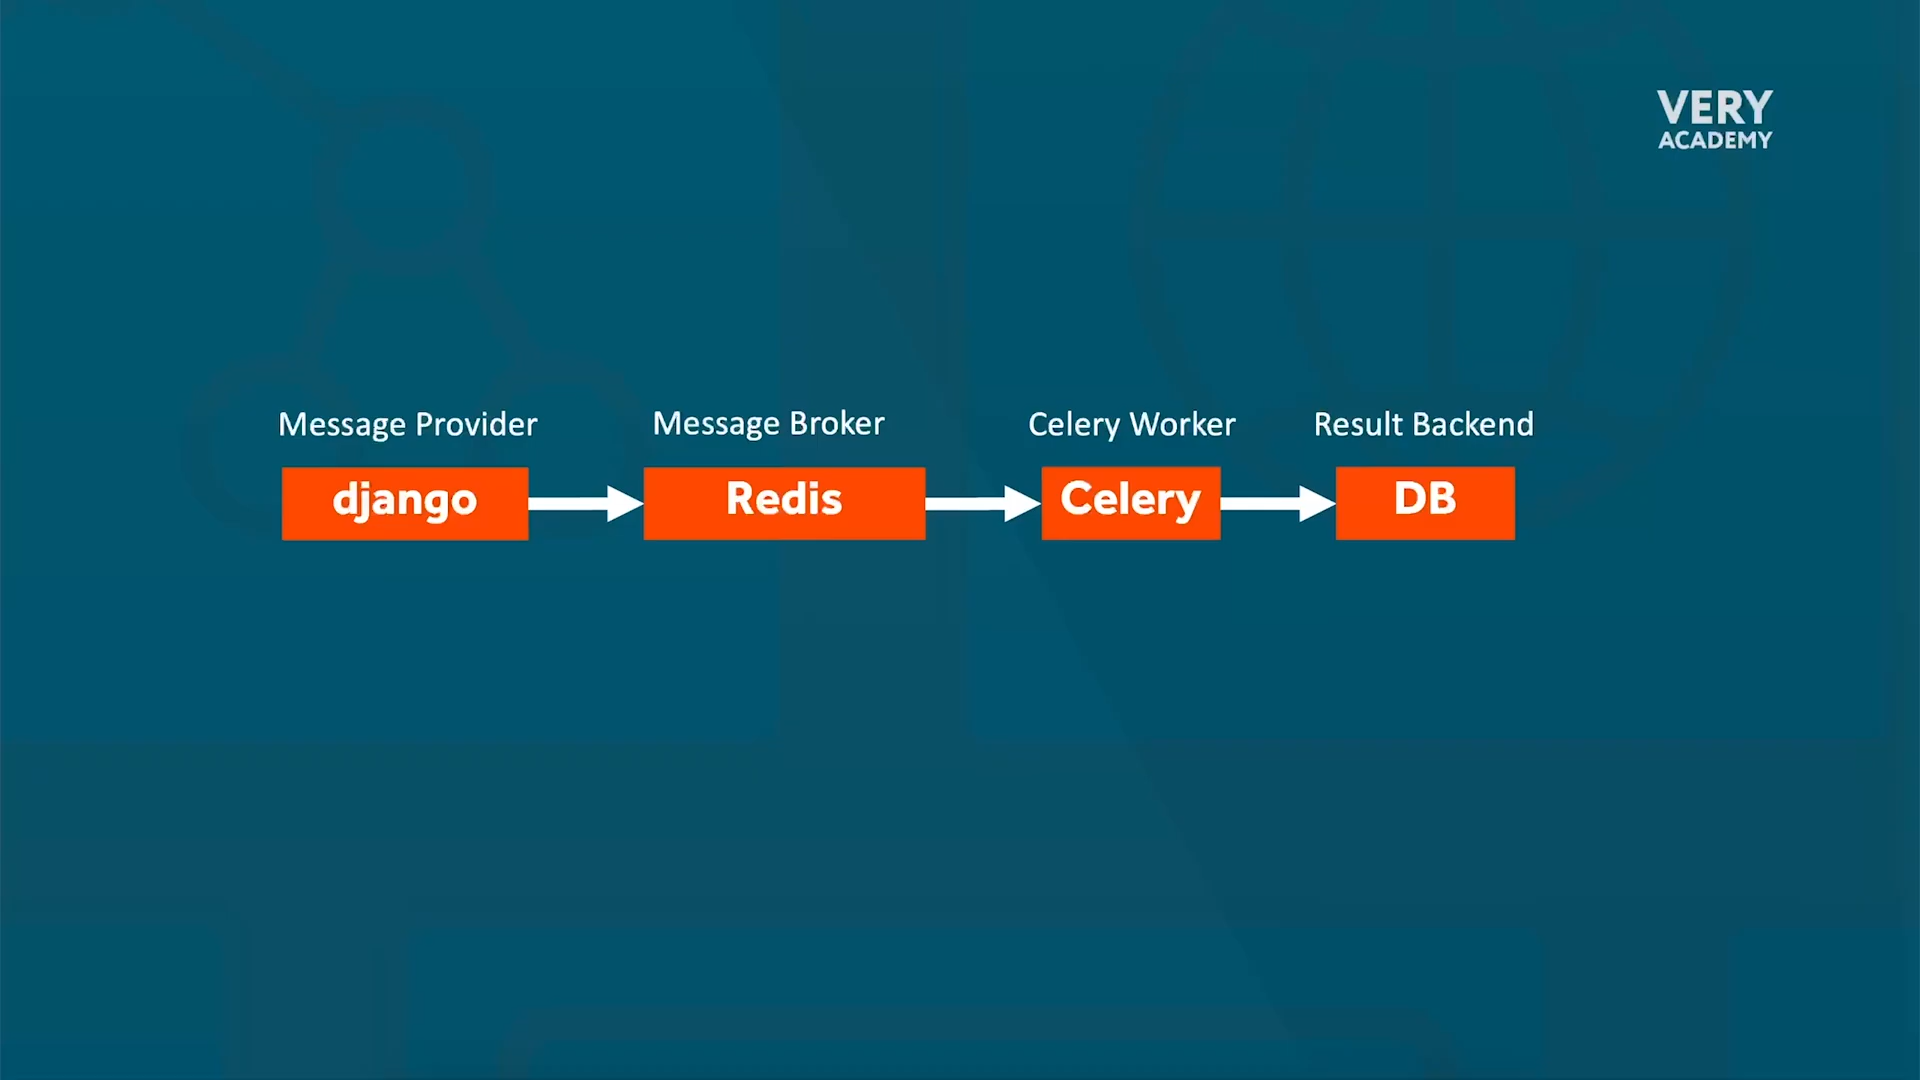 VERY
ACADEMY
Message Provider
Message Broker
Celery Worker
Result Backend
django
Redis
Celery
DB